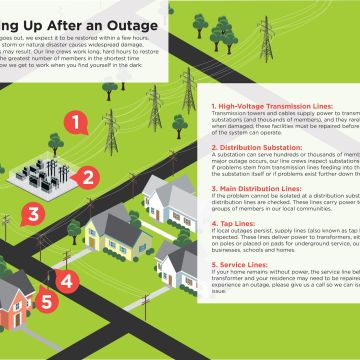 ing Up After an Outage
goes out, we expect it to be restored within a few hours.
storm or natural disaster causes widespread damage,
s may result. Our line crews work long, hard hours to restore
the greatest number of members in the shortest time
ow we get to work when you find yourself in the dark:
1. High-Voltage Transmission Lines:
Transmission towers and cables supply power to transm
substations (and thousands of members), and they rarel
when damaged, these facilities must be repaired before
of the system can operate.
2. Distribution Substation:
A substation can serve hundreds or thousands of memb
major outage, our line crews inspect substations
if problems stem from transmission lines feeding into th
the substation itself or if problems exist further down th
3. Main Distribution Lines:
If the problem cannot be isolated at a distribution subst
distribution lines are checked. These lines carry power t
groups of members in our local communities.
4. Tap Lines:
If local outages persist, supply lines (also known as tap l
inspected. These lines deliver power to transformers, eith
on poles or placed on pads for underground service, ou
businesses, schools and homes.
5. Service Lines:
If your home remains without power, the service line bet
transformer and your residence may need to be repaired
experience an outage, please give us a call so we can iso
issue.
1
2
3
4
5